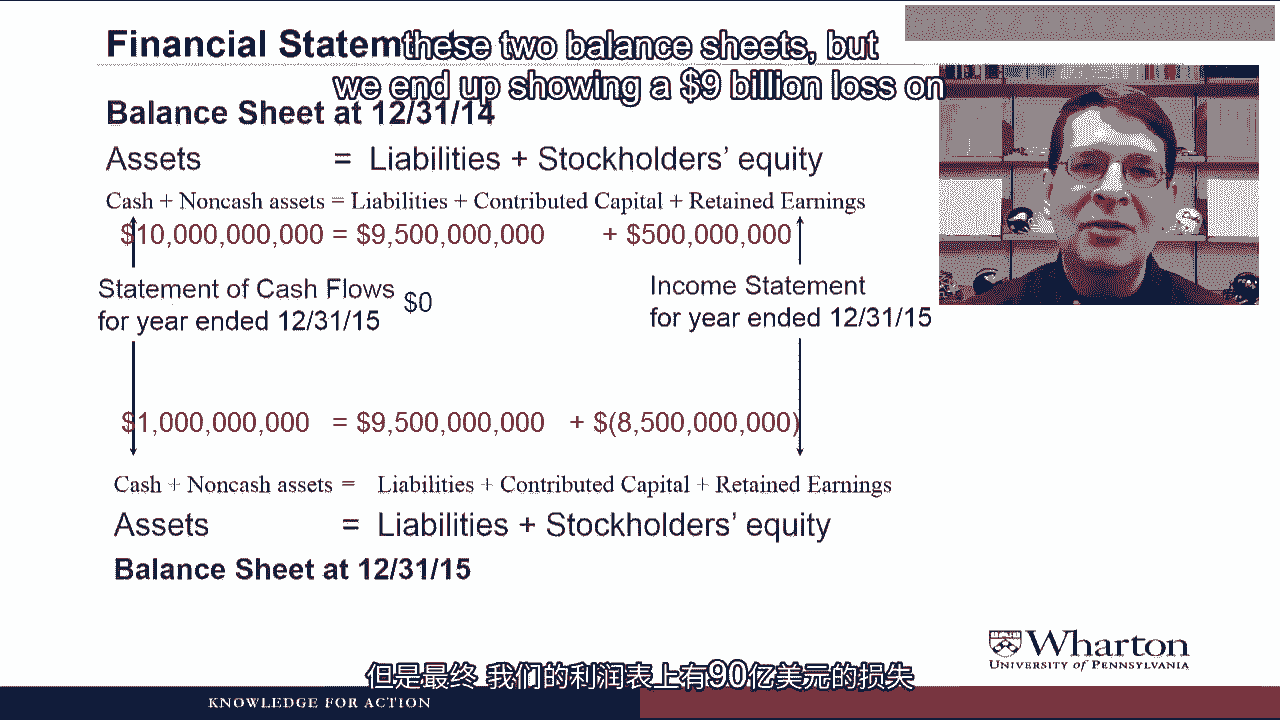 Financial Statem
these two balance sheets, but
we end up showing a $9 billion loss on
Balance Sheet at 12/31/14
Assets = Liabilities + Stockholders’ equity
Cash + Noncash assets = Liabilities + Contributed Capital + Retained Earnings
$10,000,000,000 = $9,500,000,000 + $500,000,000
Statement of Cash Flows
for year ended 12/31/15
$0
Income Statement
for year ended 12/31/15
$1,000,000,000 = $9,500,000,000 + $(8,500,000,000)
Cash + Noncash assets = Liabilities + Contributed Capital + Retained Earnings
Assets = Liabilities + Stockholders’ equity
Balance Sheet at 12/31/15
Wharton
UNIVERSITY of PENNSYLVANIA
但是最终 我们的利润表上有90亿美元的损失
KNOWLEDGE FOR ACTION